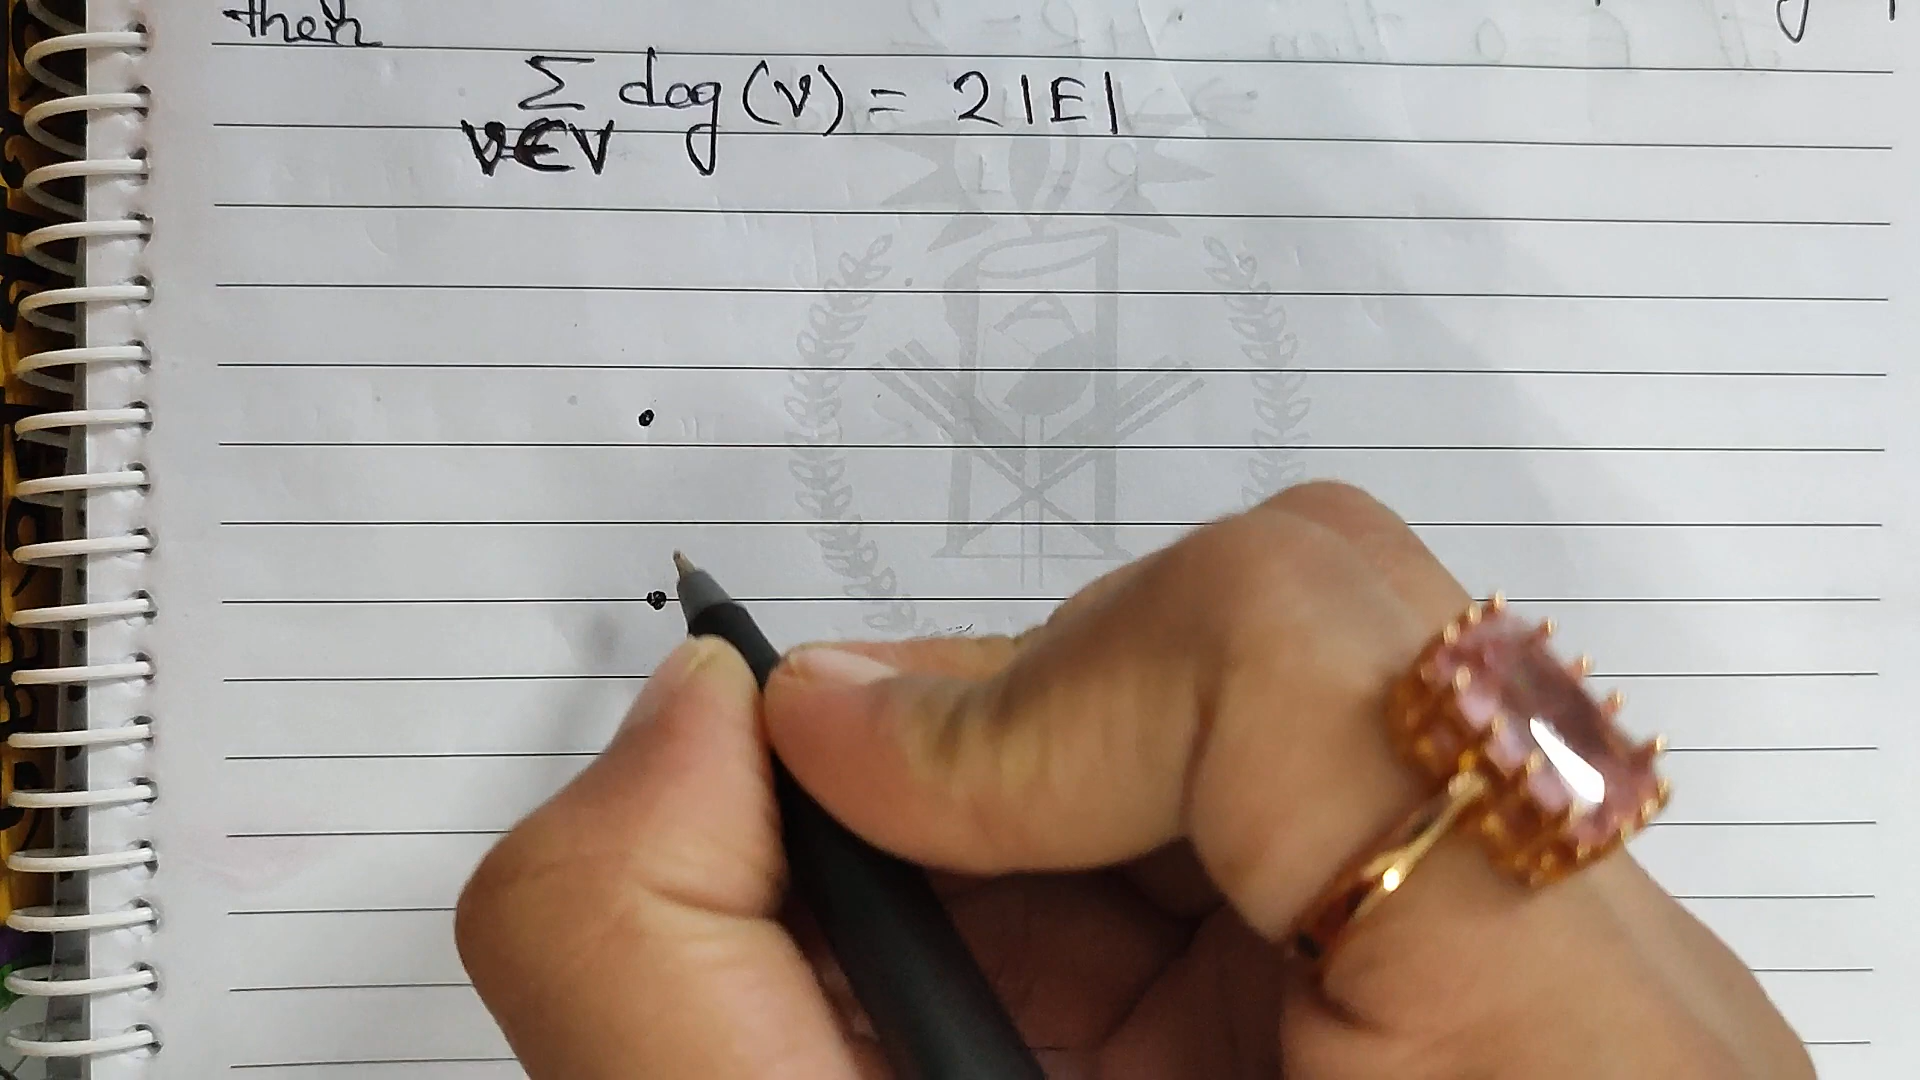 then
Σ deg (v) = 2|E|
v∈V